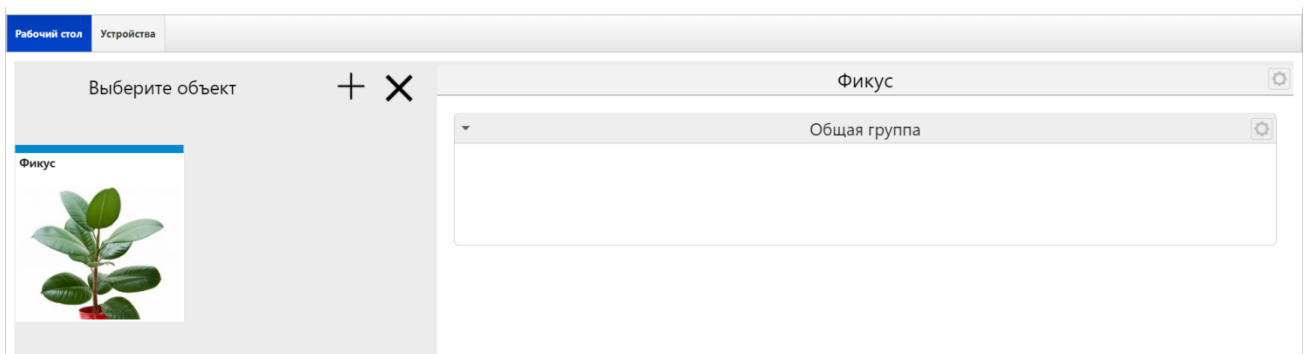 Рабочий стол Устройства
Выберите объект
Фикус
Фикус
Общая группа